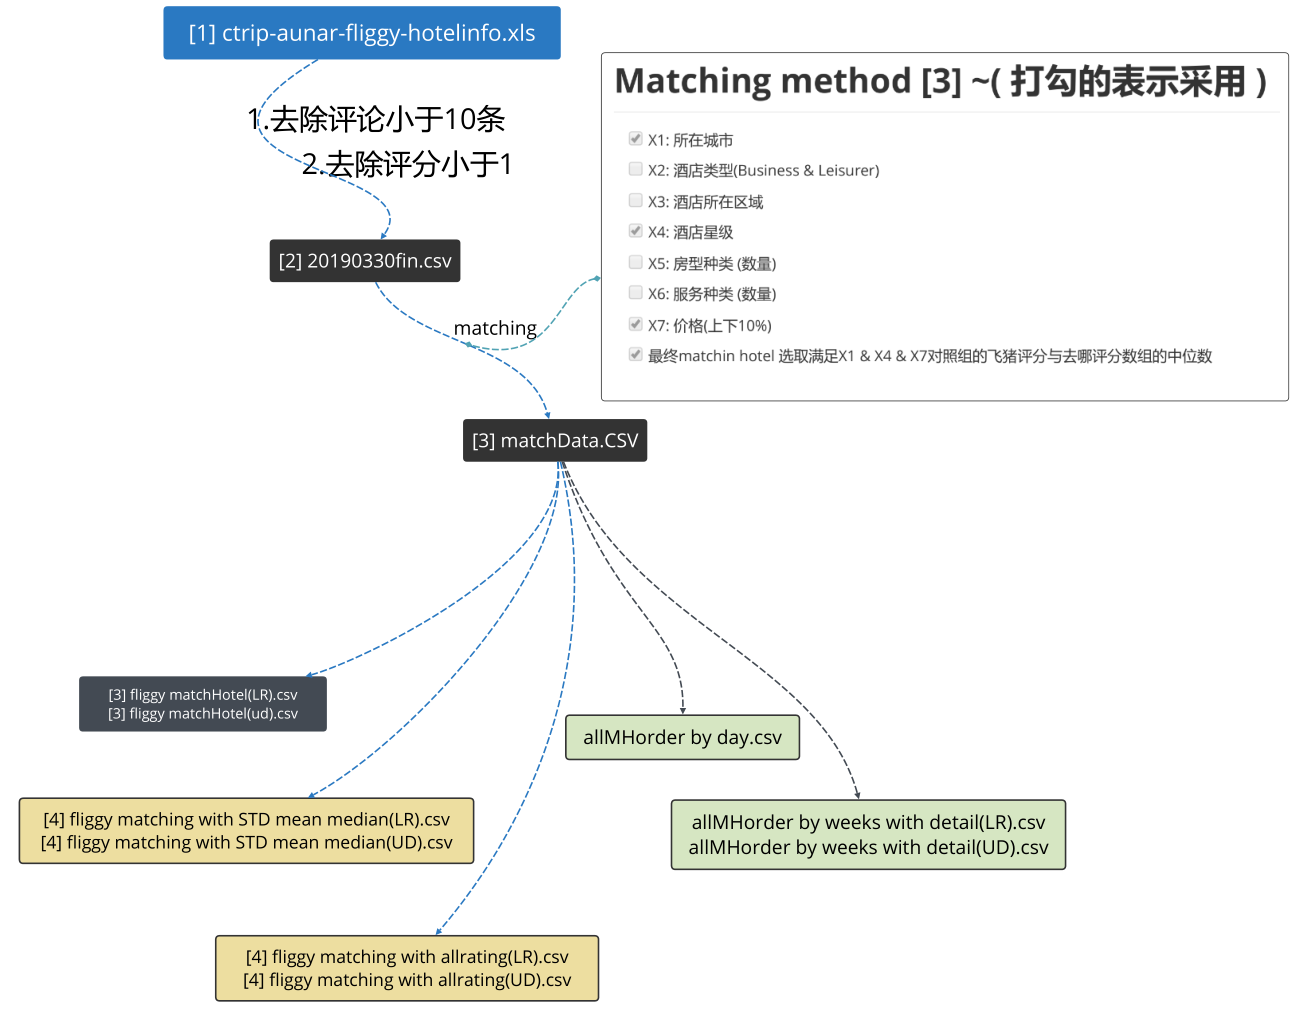 [1] ctrip-aunar-fliggy-hotelinfo.xls
1.去除评论小于10条
2.去除评分小于1
[2] 20190330fin.csv
matching
Matching method [3] ~( 打勾的表示采用 )
X1: 所在城市
X2: 酒店类型(Business & Leisurer)
X3: 酒店所在区域
X4: 酒店星级
X5: 房型种类 (数量)
X6: 服务种类 (数量)
X7: 价格(上下10%)
最终matchin hotel 选取满足X1 & X4 & X7对照组的飞猪评分与去哪评分数组的中位数
[3] matchData.CSV
[3] fliggy matchHotel(LR).csv
[3] fliggy matchHotel(ud).csv
allMHorder by day.csv
[4] fliggy matching with STD mean median(LR).csv
[4] fliggy matching with STD mean median(UD).csv
allMHorder by weeks with detail(LR).csv
allMHorder by weeks with detail(UD).csv
[4] fliggy matching with allrating(LR).csv
[4] fliggy matching with allrating(UD).csv